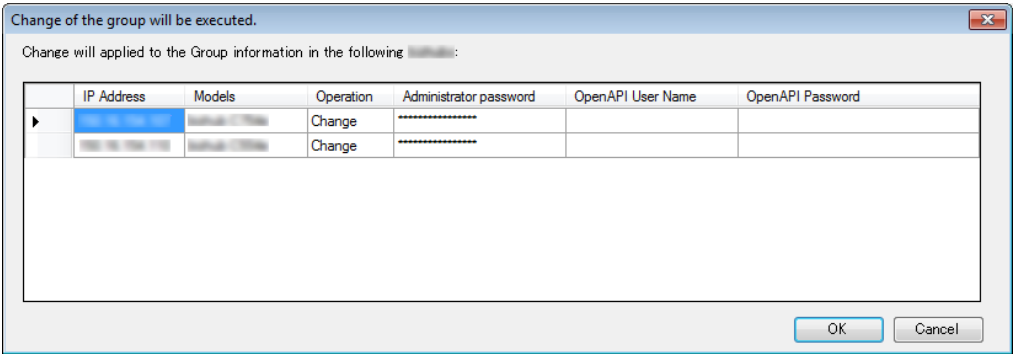 Change of the group will be executed.
Change will applied to the Group information in the following :
IP Address Models Operation Administrator password OpenAPI User Name OpenAPI Password
Change ****************
Change ****************
OK Cancel